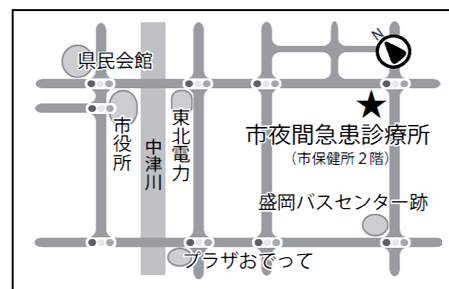 N
県民会館
市役所
中津川
東北電力
市夜間急患診療所
(市保健所2階)
盛岡バスセンター跡
プラザおでって